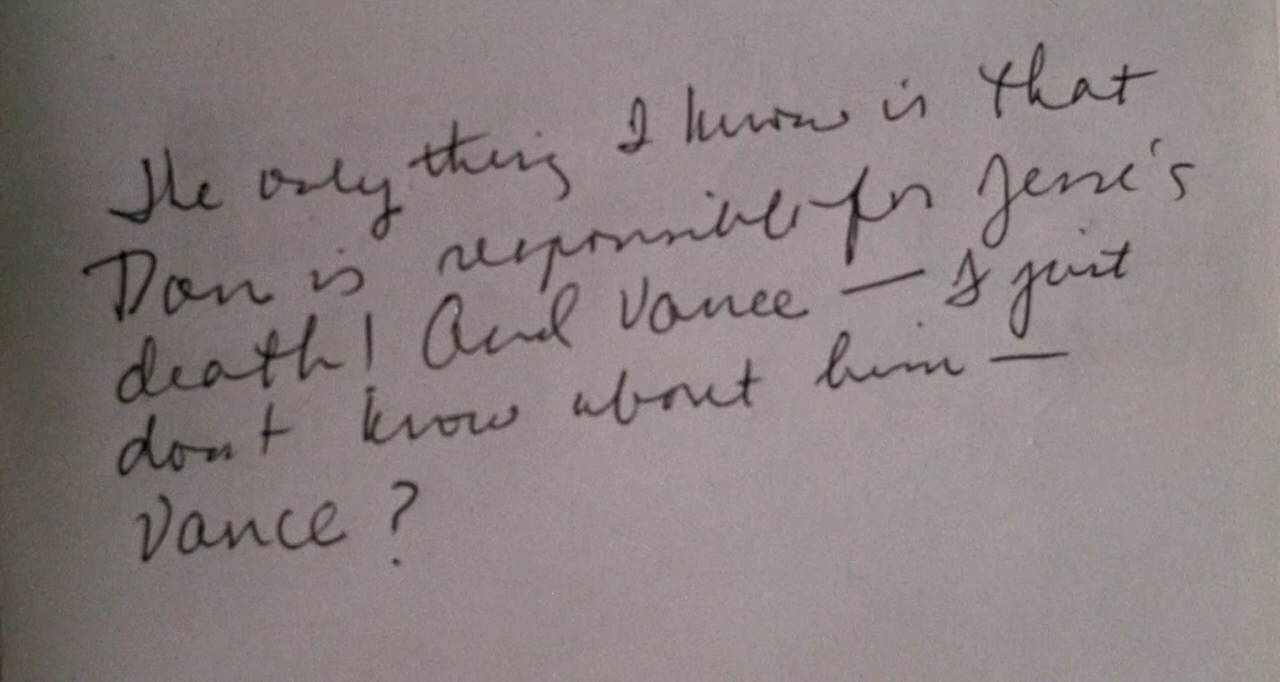 The only thing I know is that
Don is responsible for Jesse's
death! And Vance — I just
don't know about him —
Vance?